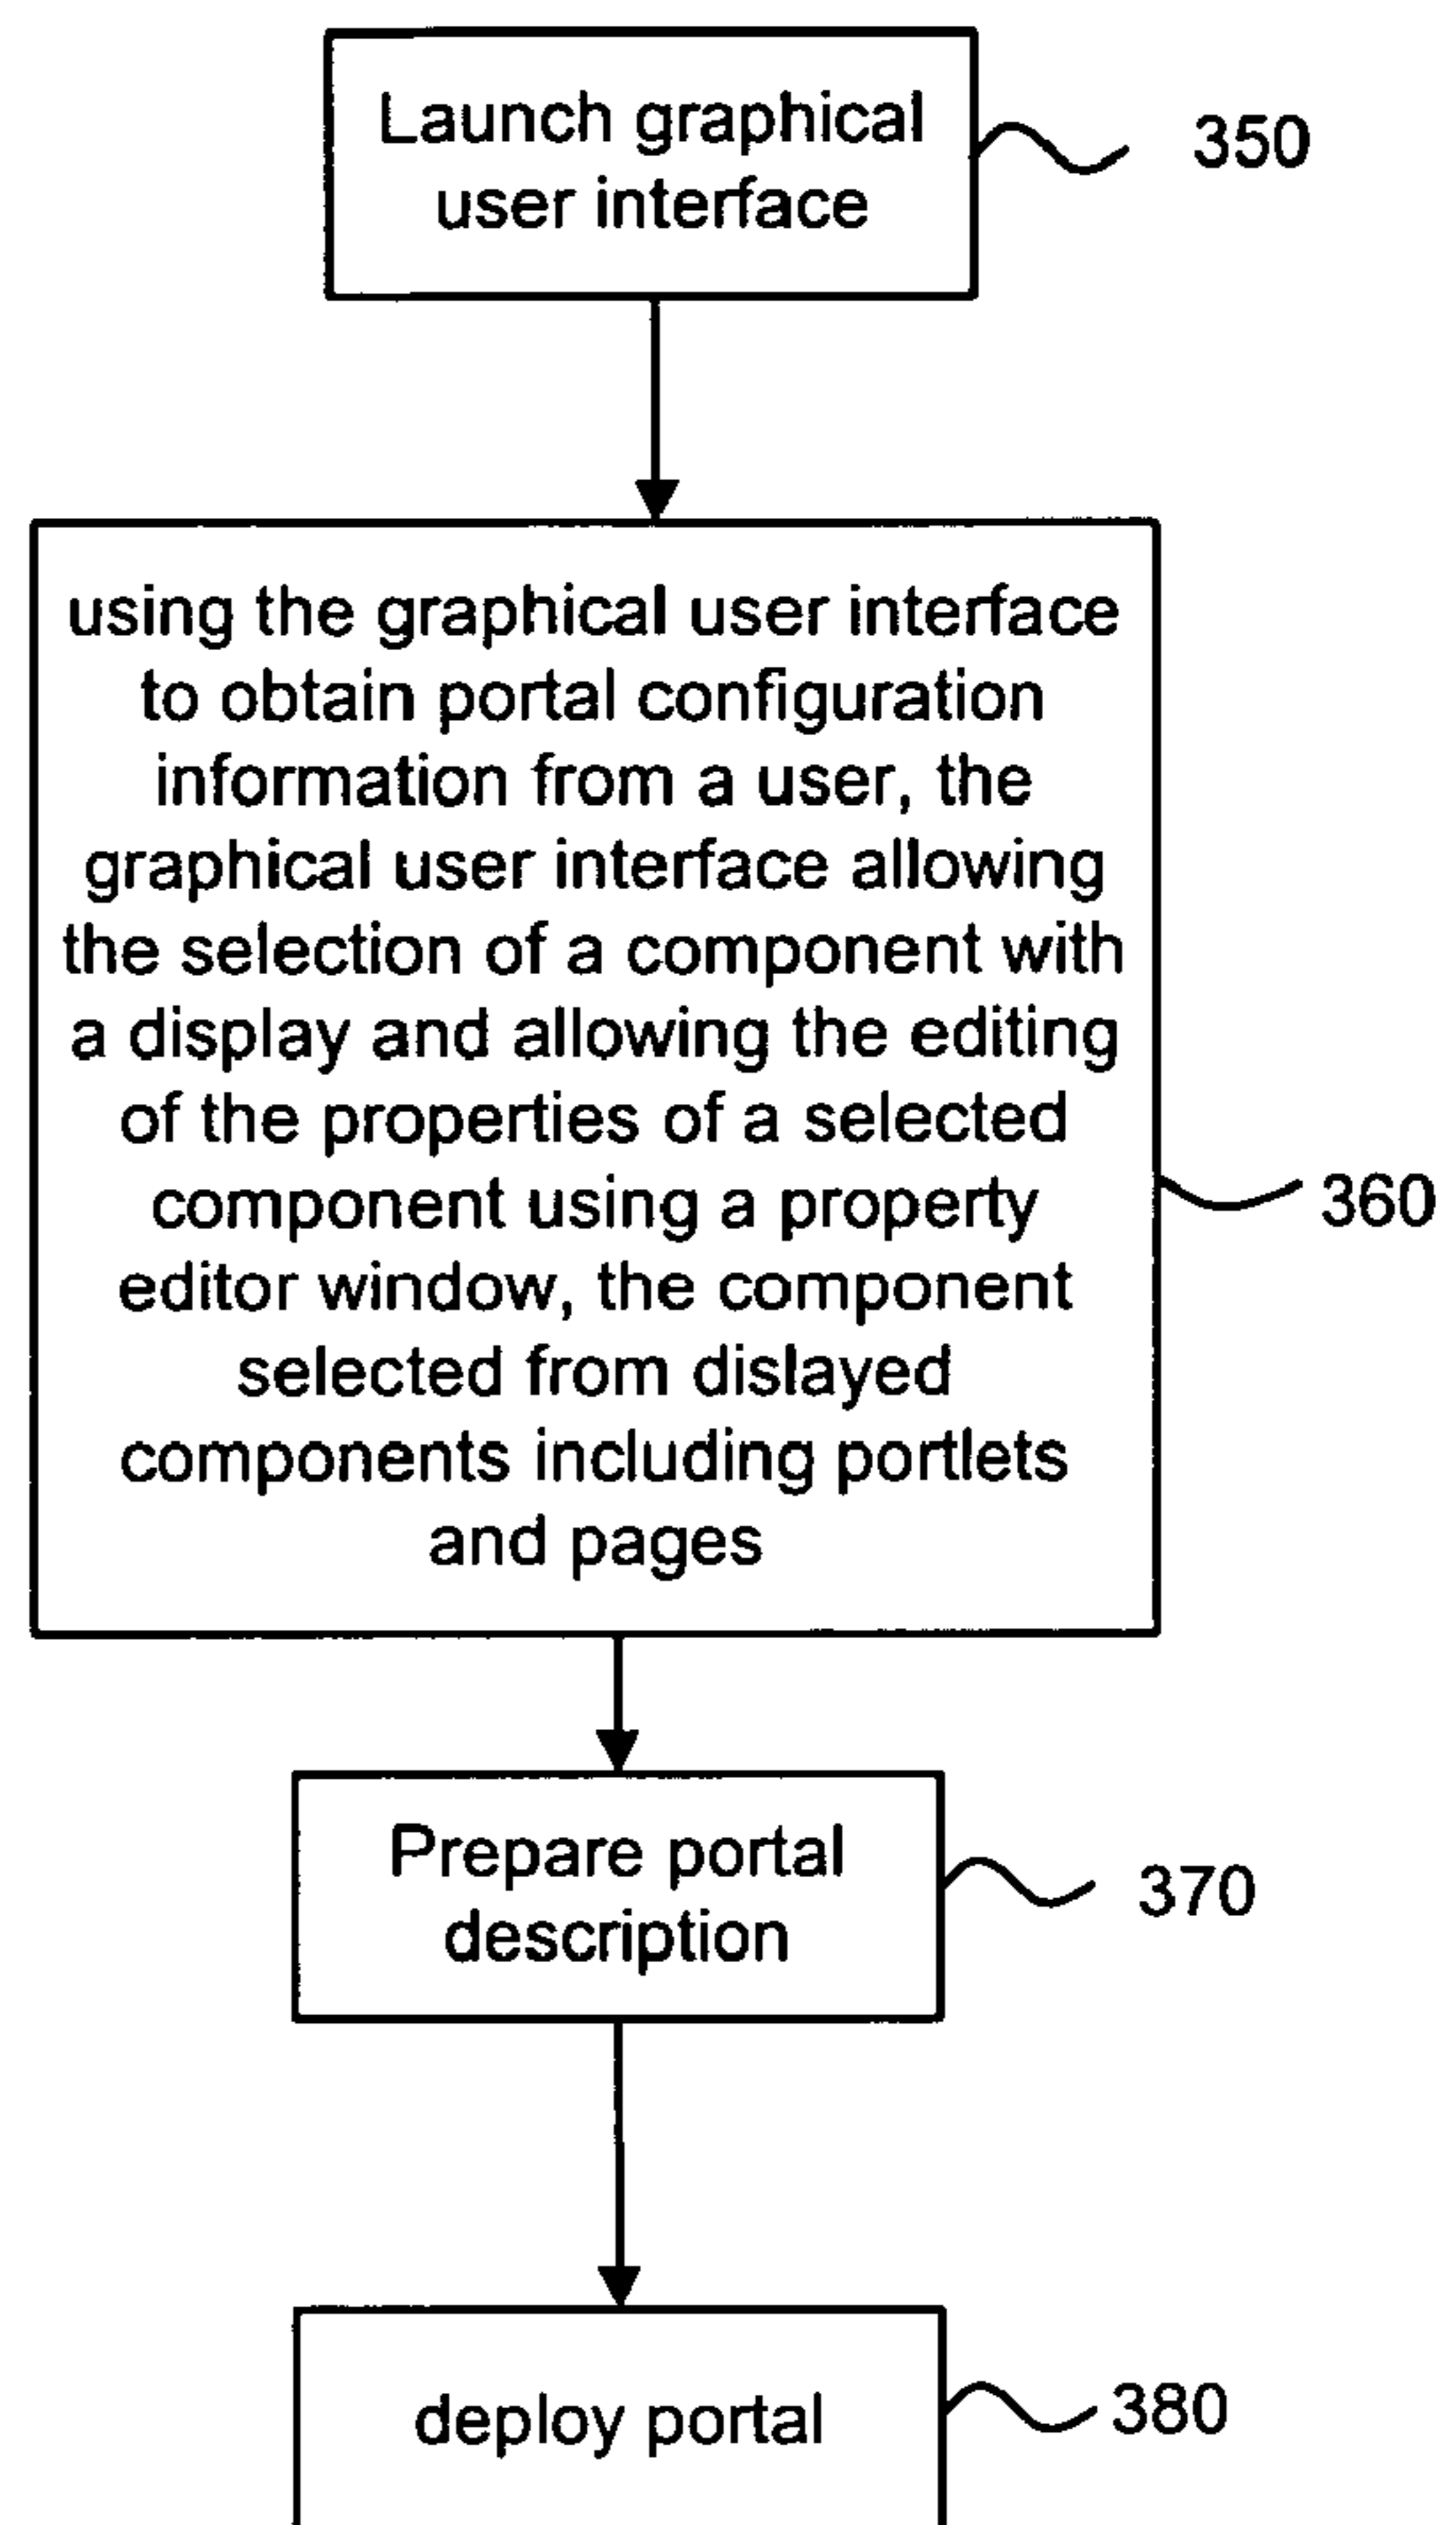 Launch graphical
user interface
350
using the graphical user interface
to obtain portal configuration
information from a user, the
graphical user interface allowing
the selection of a component with
a display and allowing the editing
of the properties of a selected
component using a property
editor window, the component
selected from dislayed
components including portlets
and pages
360
Prepare portal
description
370
deploy portal
380